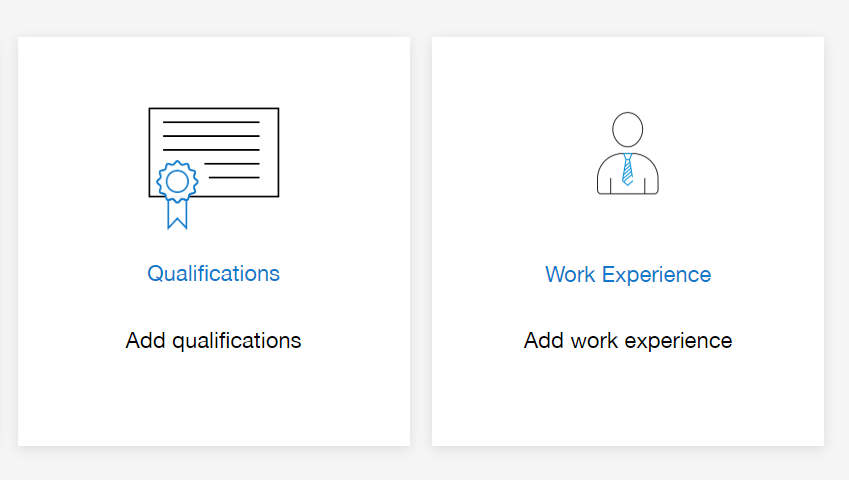 Qualifications
Add qualifications
Work Experience
Add work experience